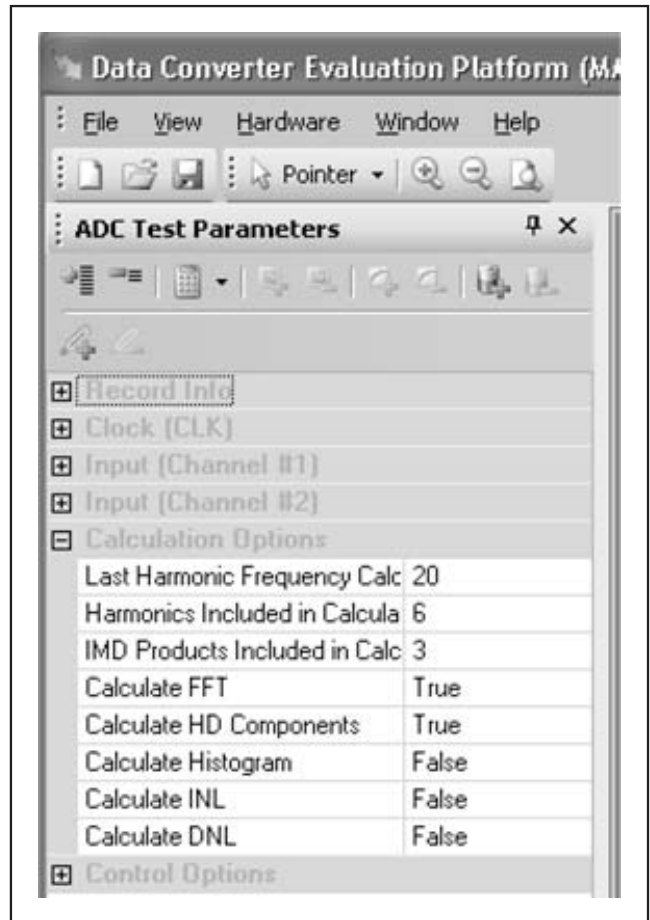 Data Converter Evaluation Platform (MA
File View Hardware Window Help
Pointer
ADC Test Parameters
Record Info
Clock (CLK)
Input (Channel #1)
Input (Channel #2)
Calculation Options
Last Harmonic Frequency Calc 20
Harmonics Included in Calcula 6
IMD Products Included in Calc 3
Calculate FFT True
Calculate HD Components True
Calculate Histogram False
Calculate INL False
Calculate DNL False
Control Options